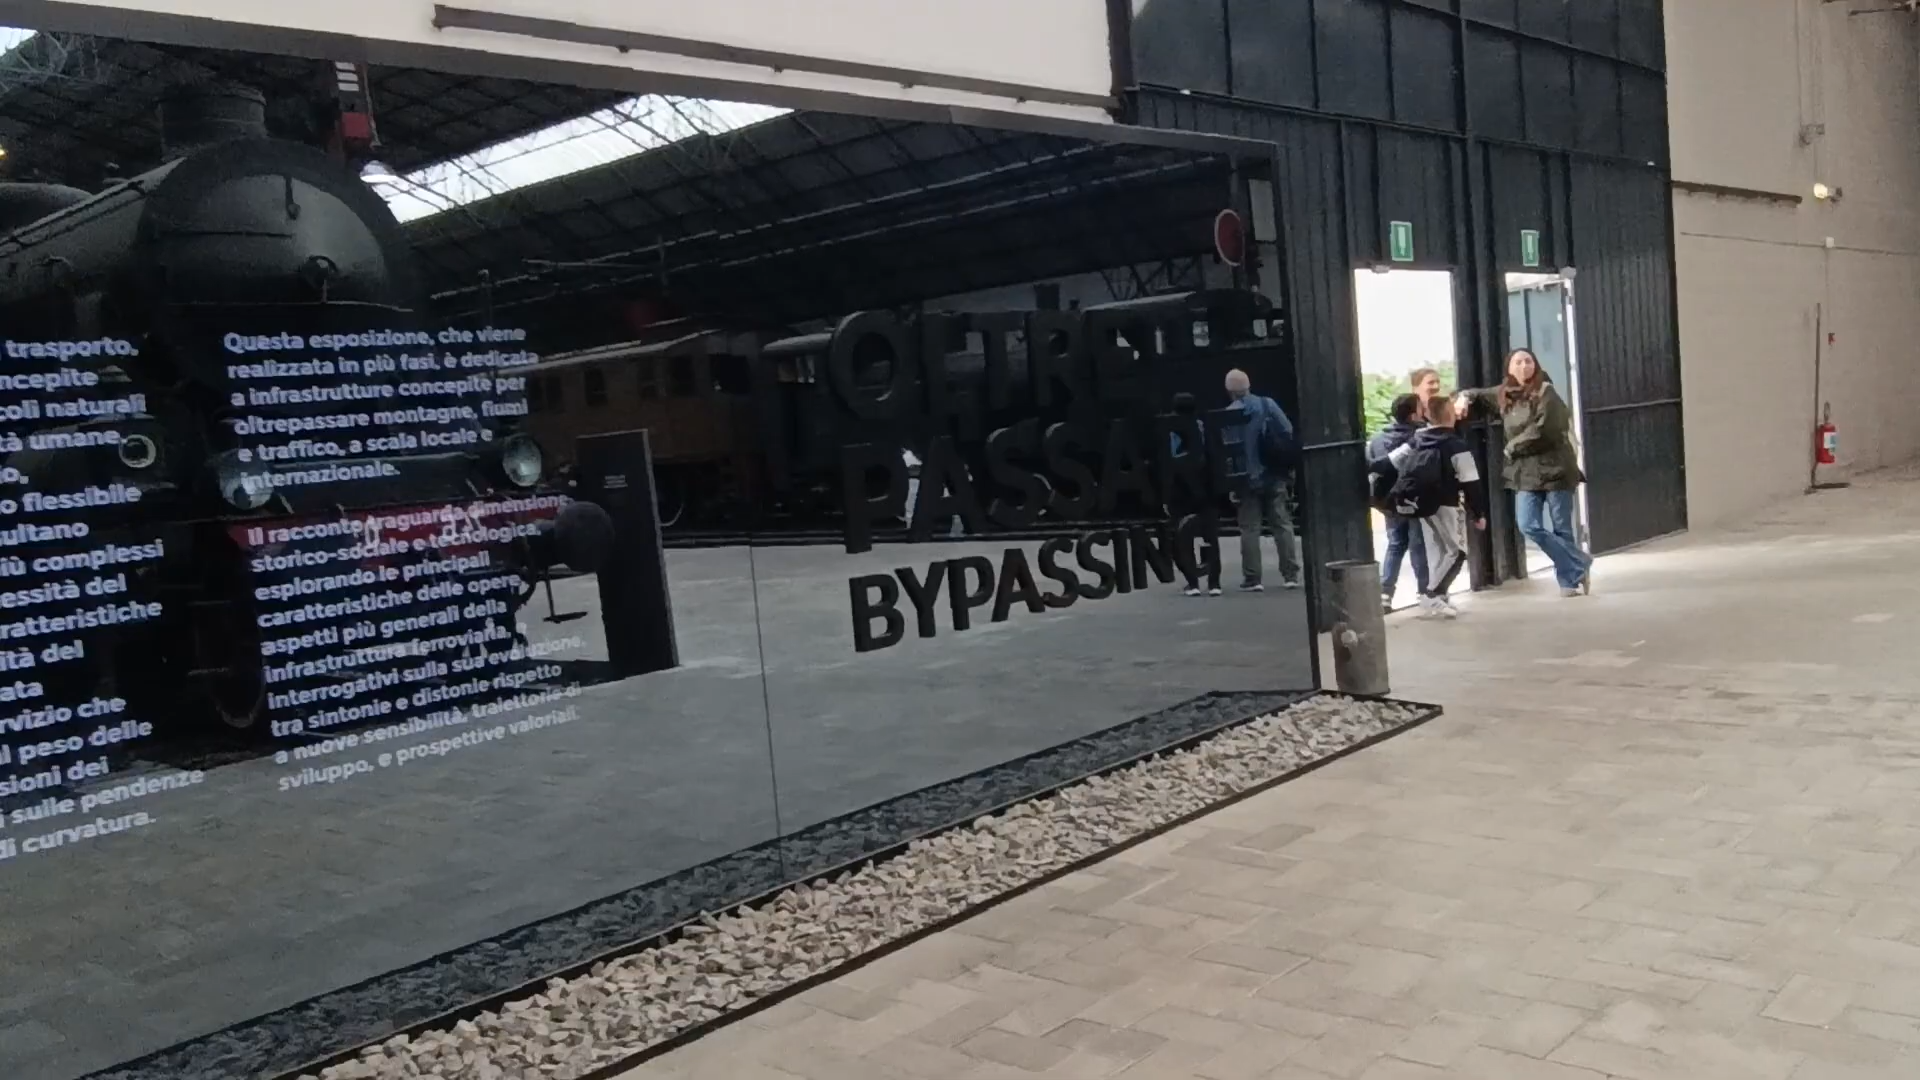 trasporto,
ncepite
coli naturali
tà umane,
io,
o flessibile
sultano
iù complessi
essità del
ratteristiche
ità del
ata
rvizio che
l peso delle
sioni dei
i sulle pendenze
di curvatura.
Questa esposizione, che viene
realizzata in più fasi, è dedicata
a infrastrutture concepite per
oltrepassare montagne, fiumi
e traffico, a scala locale e
internazionale.
Il racconto traguarda dimensione
storico-sociale e tecnologica,
esplorando le principali
caratteristiche delle opere,
aspetti più generali della
infrastruttura ferroviaria, e
interrogativi sulla sua evoluzione,
tra sintonie e distonie rispetto
a nuove sensibilità, traiettorie di
sviluppo, e prospettive valoriali.
OLTRE
PASSARE
BYPASSING